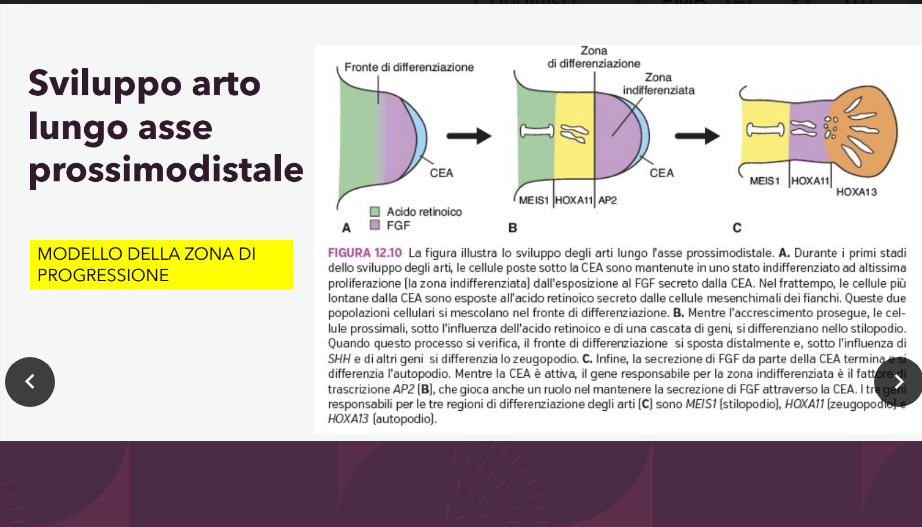 Sviluppo arto
lungo asse
prossimodistale
MODELLO DELLA ZONA DI
PROGRESSIONE
Fronte di differenziazione
CEA
A
Acido retinoico
FGF
Zona
di differenziazione
Zona
indifferenziata
CEA
MEIS1 HOXA11 AP2
B
MEIS1 HOXA11
HOXA13
C
FIGURA 12.10 La figura illustra lo sviluppo degli arti lungo l'asse prossimodistale. A. Durante i primi stadi
dello sviluppo degli arti, le cellule poste sotto la CEA sono mantenute in uno stato indifferenziato ad altissima
proliferazione (la zona indifferenziata) dall'esposizione al FGF secreto dalla CEA. Nel frattempo, le cellule più
lontane dalla CEA sono esposte all'acido retinoico secreto dalle cellule mesenchimali dei fianchi. Queste due
popolazioni cellulari si mescolano nel fronte di differenziazione. B. Mentre l'accrescimento prosegue, le cel-
lule prossimali, sotto l'influenza dell'acido retinoico e di una cascata di geni, si differenziano nello stilopodio.
Quando questo processo si verifica, il fronte di differenziazione si sposta distalmente e, sotto l'influenza di
SHH e di altri geni si differenzia lo zeugopodio. C. Infine, la secrezione di FGF da parte della CEA termina e si
differenzia l'autopodio. Mentre la CEA è attiva, il gene responsabile per la zona indifferenziata è il fattore di
trascrizione AP2 (B), che gioca anche un ruolo nel mantenere la secrezione di FGF attraverso la CEA. I tre geni
responsabili per le tre regioni di differenziazione degli arti (C) sono MEIS1 (stilopodio), HOXA11 (zeugopodio) e
HOXA13 (autopodio).